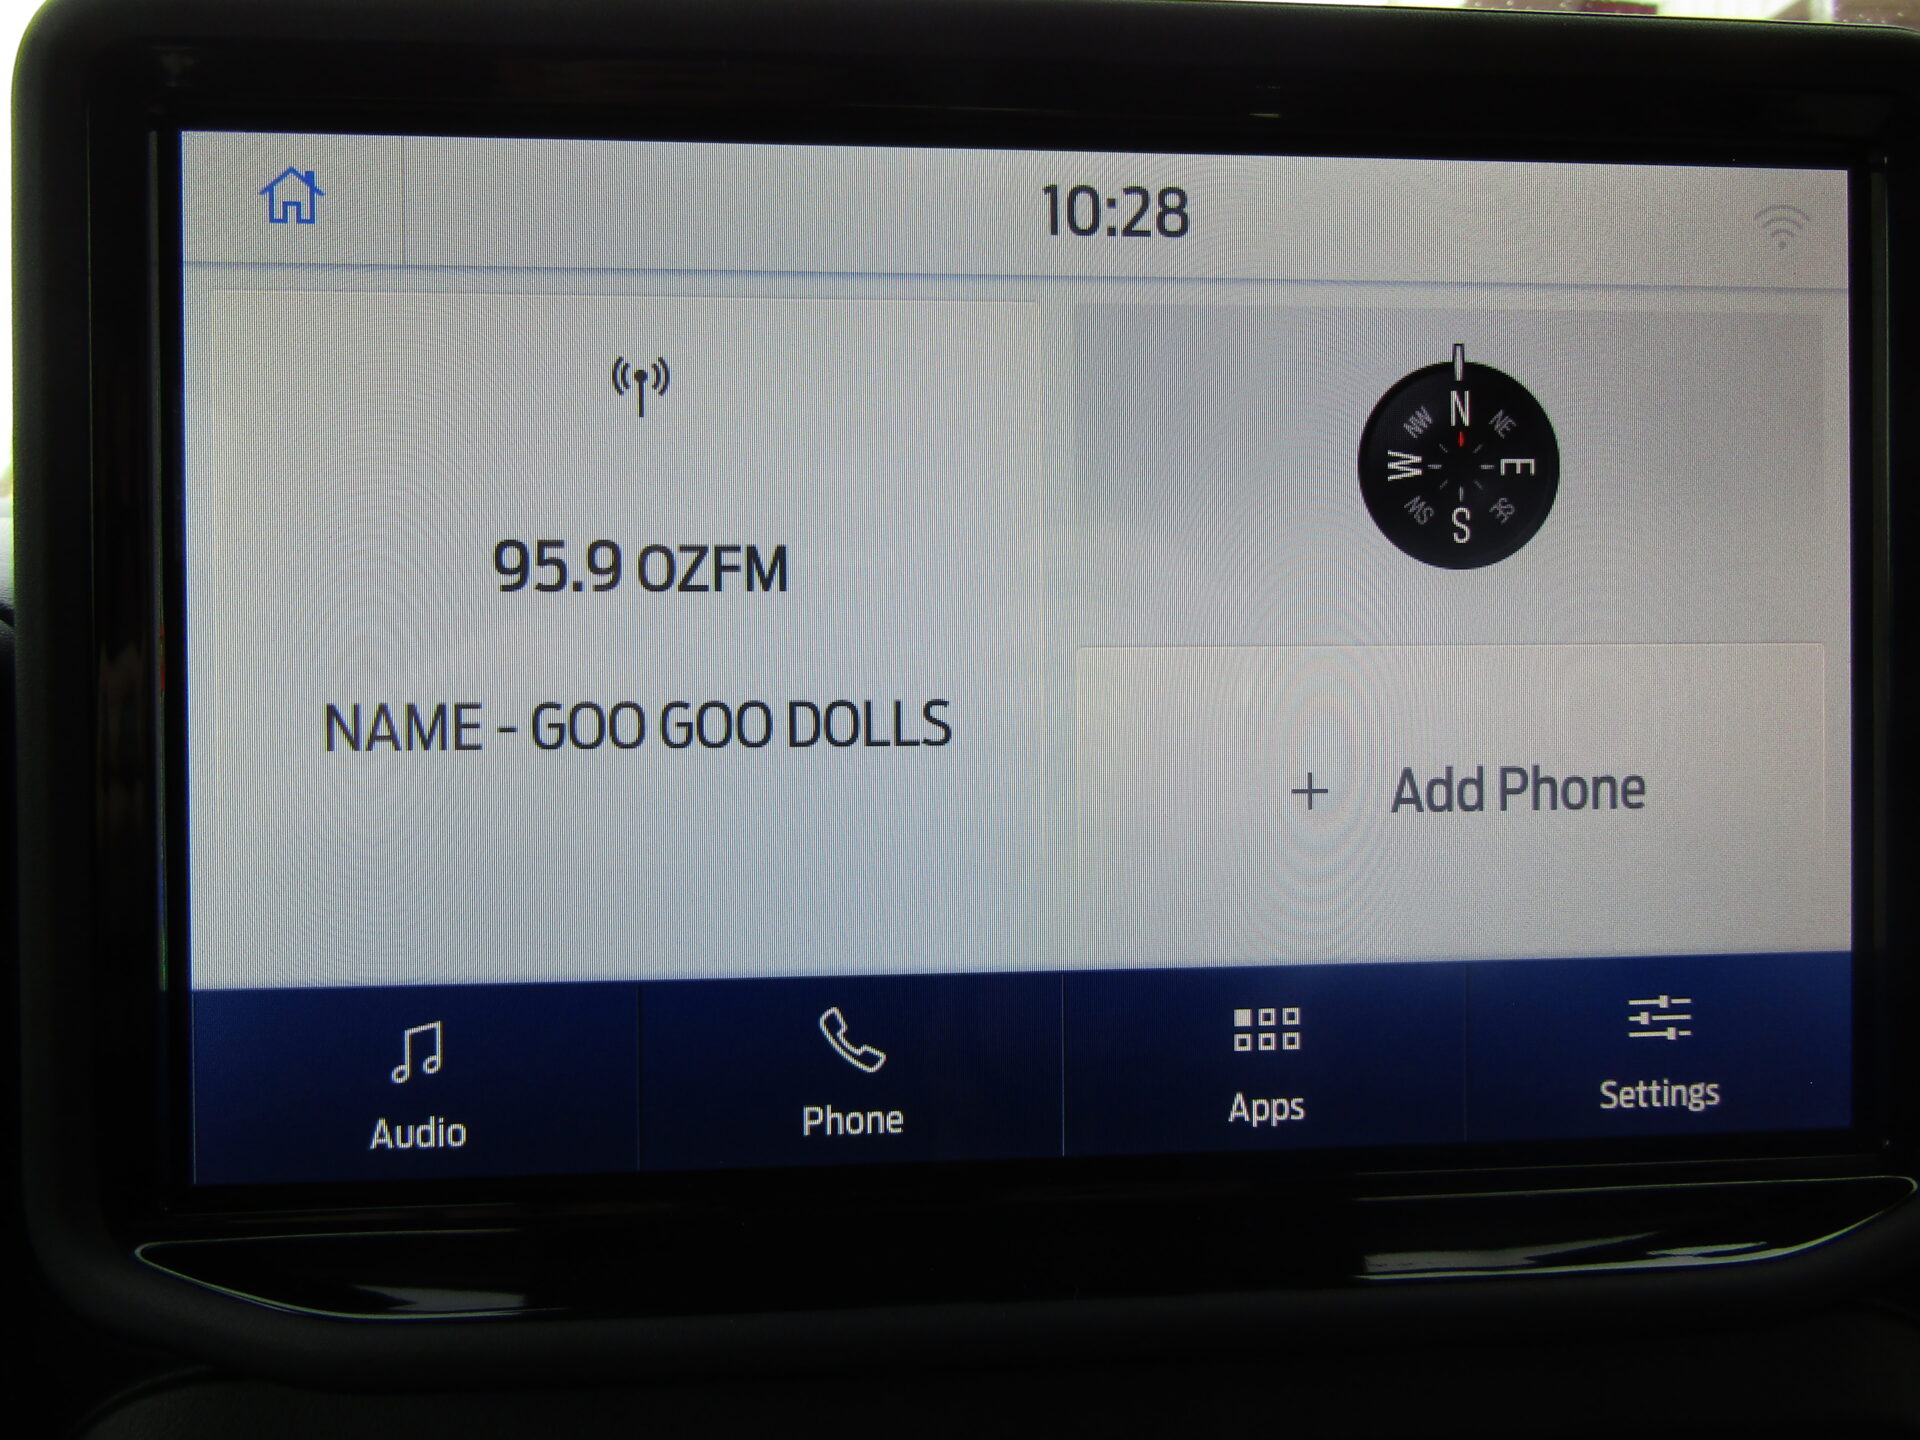 10:28
95.9 OZFM
NAME - GOO GOO DOLLS
N
NW NE
W E
SW SE
S
+ Add Phone
Audio
Phone
Apps
Settings